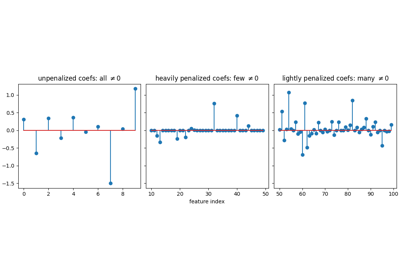 unpenalized coefs: all ≠0
heavily penalized coefs: few ≠0
lightly penalized coefs: many ≠0
1.0
0.5
0.0
−0.5
−1.0
−1.5
0 2 4 6 8
10 20 30 40 50
50 60 70 80 90 100
feature index